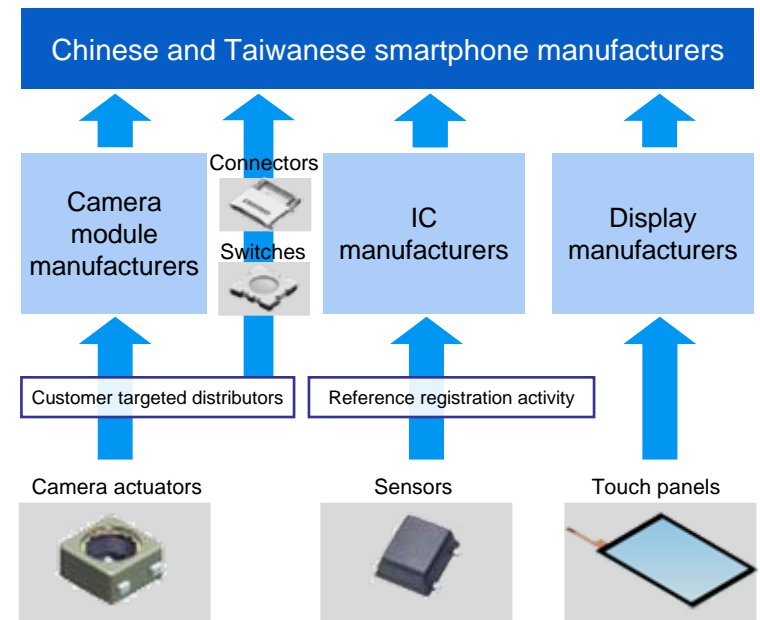 Chinese and Taiwanese smartphone manufacturers
Connectors
Camera
module
manufacturers
Switches
IC
manufacturers
Display
manufacturers
Customer targeted distributors
Reference registration activity
Camera actuators
Sensors
Touch panels